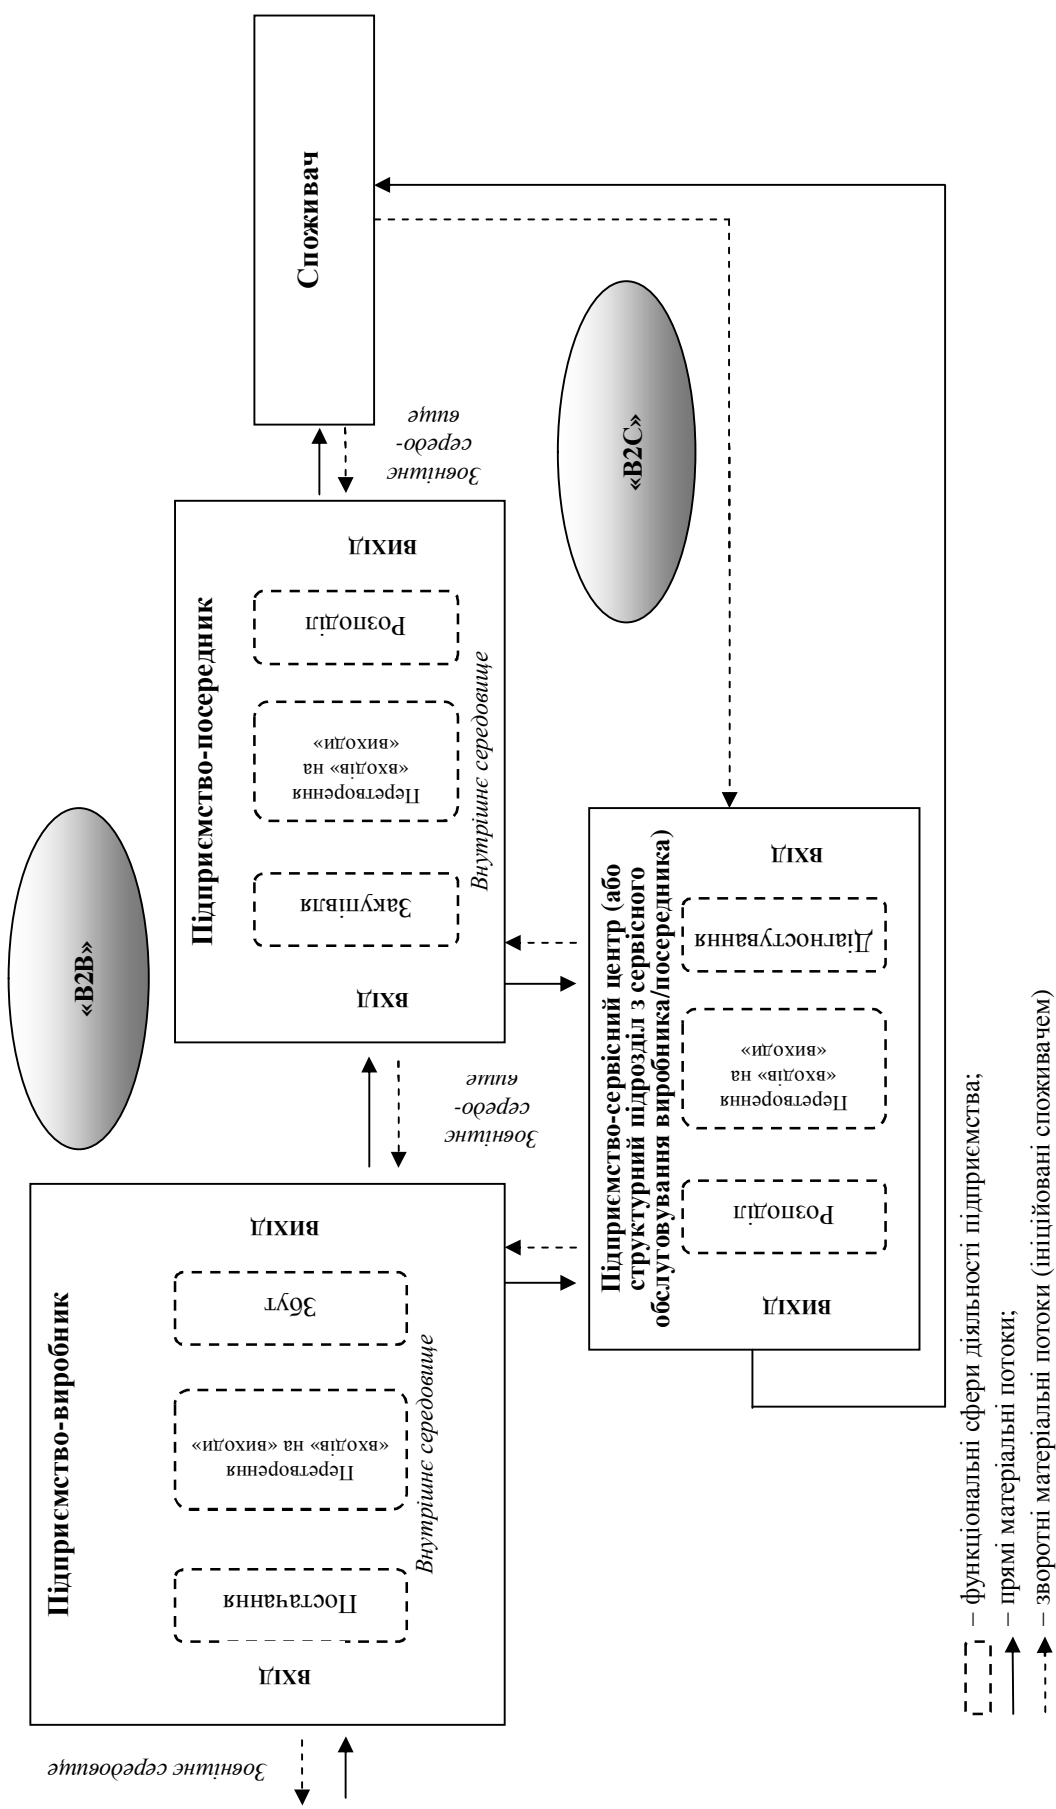 «B2B»
Підприємство-виробник
ВХІД
Постачання
Перетворення
«входів» на «виходи»
Збут
ВИХІД
Внутрішнє середовище
Зовнішнє середовище
Зовнішнє
середо-
вище
Підприємство-посередник
ВХІД
Закупівля
Перетворення
«входів» на
«виходи»
Розподіл
ВИХІД
Внутрішнє середовище
Зовнішнє
середо-
вище
Споживач
«B2C»
Підприємство-сервісний центр (або
структурний підрозділ з сервісного
обслуговування виробника/посередника)
ВИХІД
Розподіл
Перетворення
«входів» на
«виходи»
Діагностування
ВХІД
– функціональні сфери діяльності підприємства;
– прямі матеріальні потоки;
– зворотні матеріальні потоки (ініційовані споживачем)